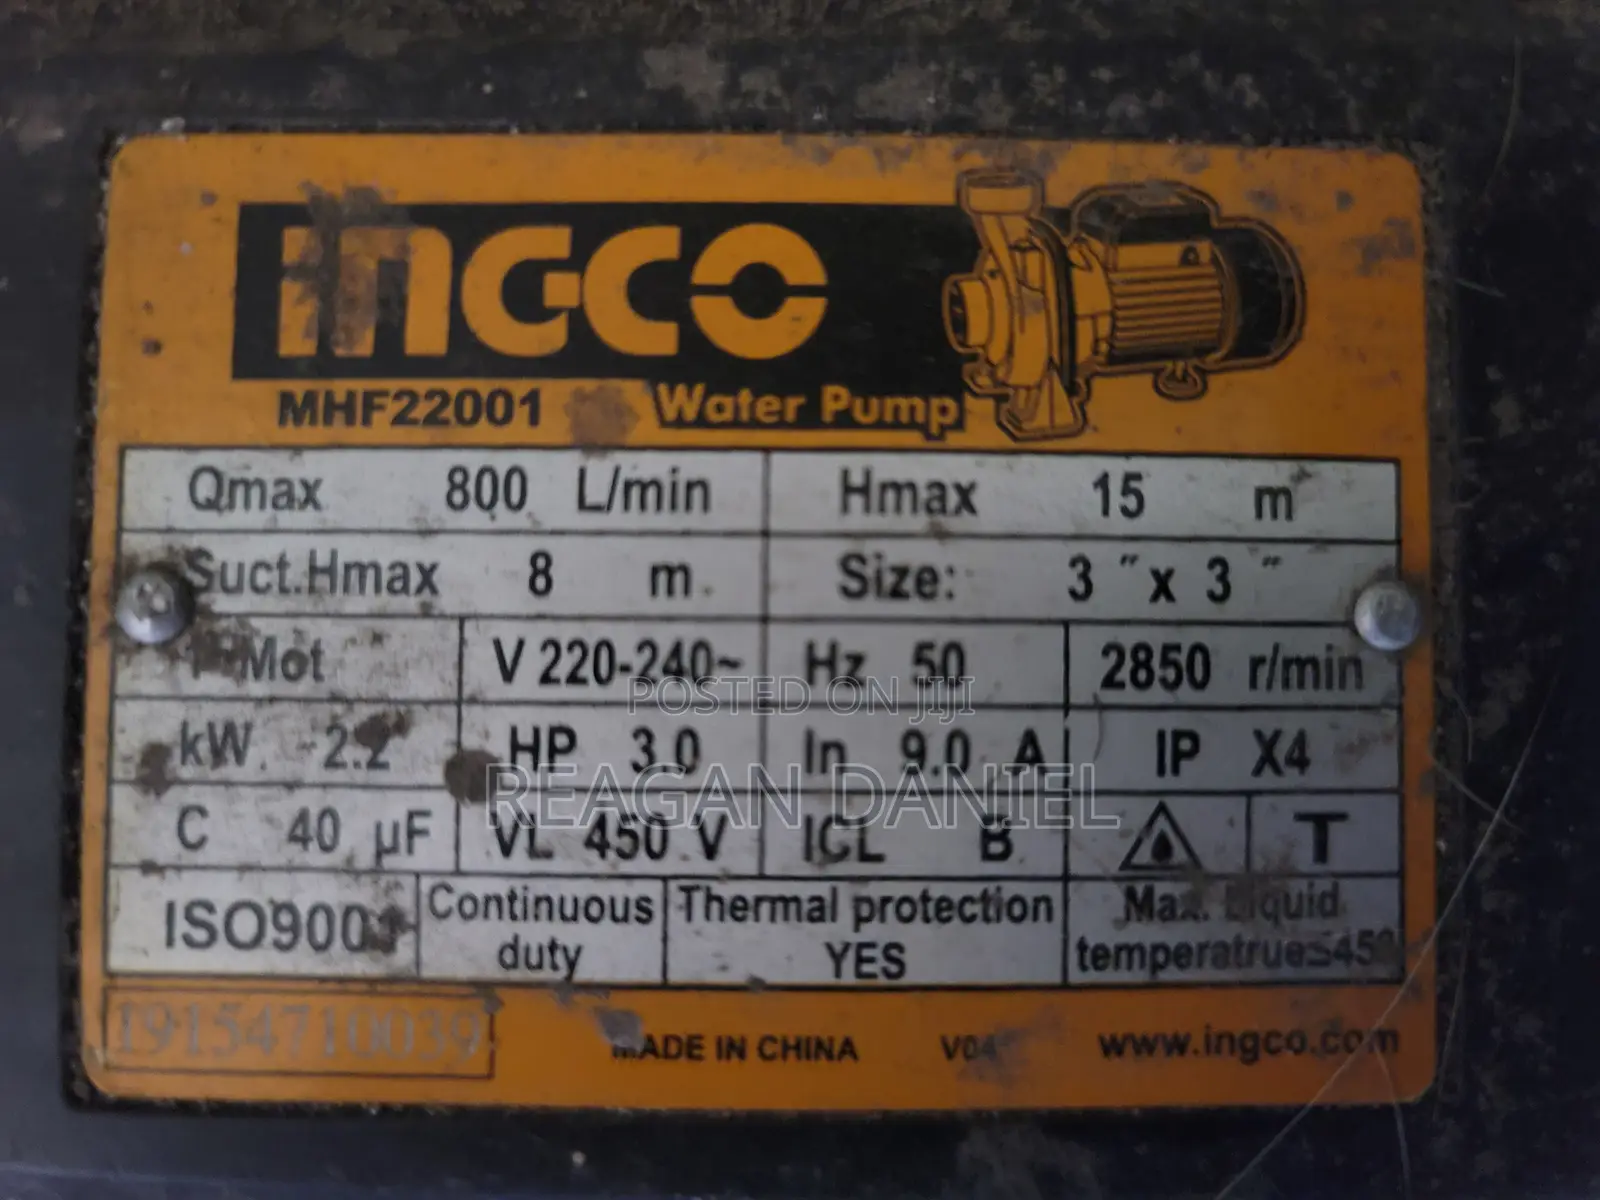 INGCO
MHF22001 Water Pump
Qmax 800 L/min Hmax 15 m
Suct.Hmax 8 m Size: 3 ″ x 3 ″
Mot V 220-240~ Hz 50 2850 r/min
kW 2.2 HP 3.0 In 9.0 A IP X4
C 40 µF VL 450 V ICL B T
ISO9001 Continuous duty Thermal protection YES Max. Liquid temperatrue≤45°
19154710039 MADE IN CHINA V04 www.ingco.com
POSTED ON JIJI
REAGAN DANIEL